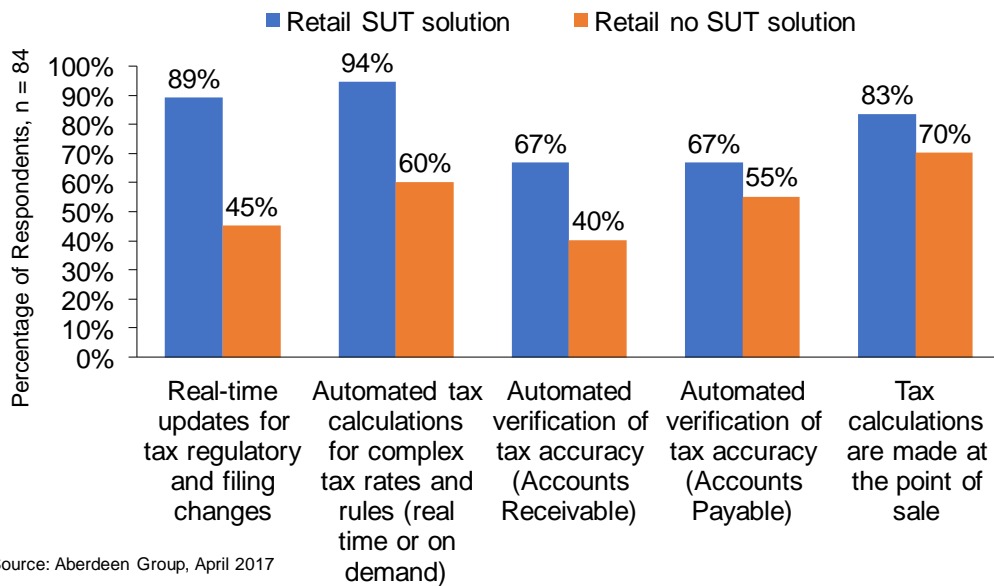 Retail SUT solution
Retail no SUT solution
Percentage of Respondents, n = 84
100%
90%
80%
70%
60%
50%
40%
30%
20%
10%
0%
89%
45%
94%
60%
67%
40%
67%
55%
83%
70%
Real-time
updates for
tax regulatory
and filing
changes
Automated tax
calculations
for complex
tax rates and
rules (real
time or on
demand)
Automated
verification of
tax accuracy
(Accounts
Receivable)
Automated
verification of
tax accuracy
(Accounts
Payable)
Tax
calculations
are made at
the point of
sale
Source: Aberdeen Group, April 2017